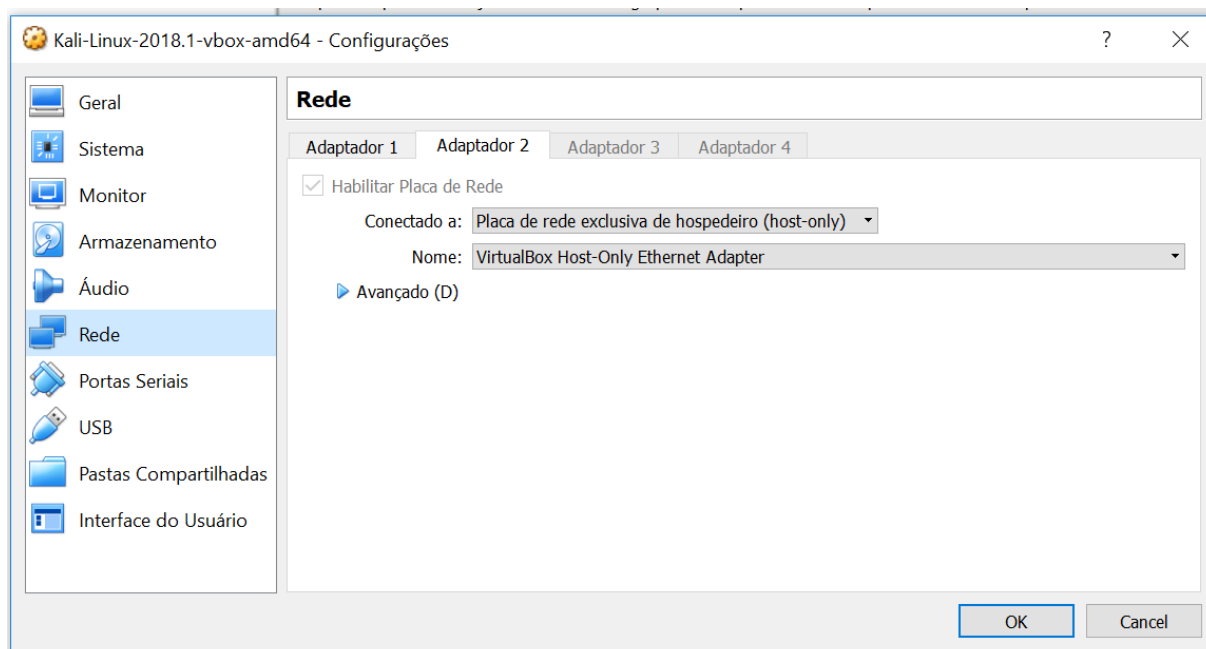 Kali-Linux-2018.1-vbox-amd64 - Configurações
?
Geral
Sistema
Monitor
Armazenamento
Áudio
Rede
Portas Seriais
USB
Pastas Compartilhadas
Interface do Usuário
Rede
Adaptador 1 Adaptador 2 Adaptador 3 Adaptador 4
Habilitar Placa de Rede
Conectado a: Placa de rede exclusiva de hospedeiro (host-only)
Nome: VirtualBox Host-Only Ethernet Adapter
Avançado (D)
OK Cancel